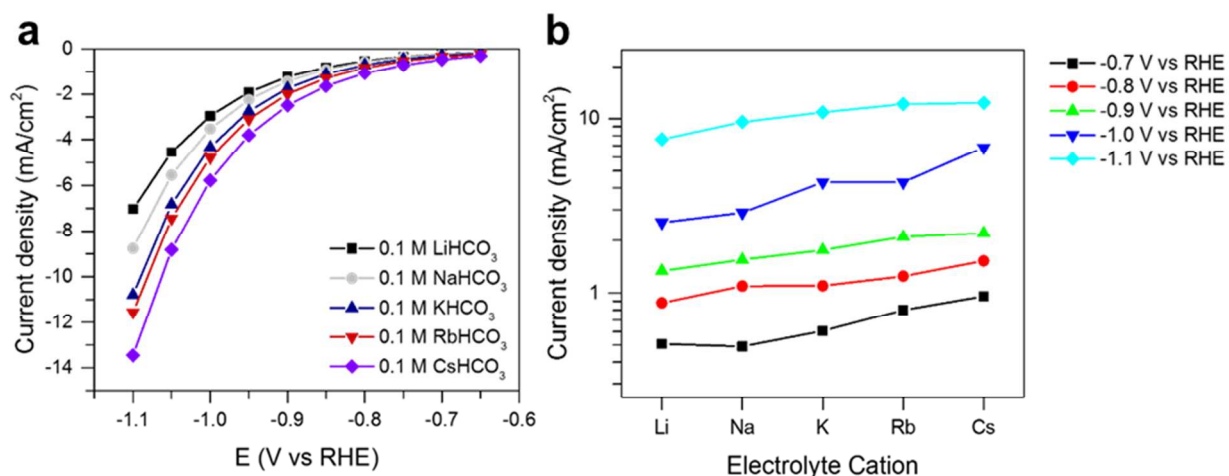 a
0
-2
-4
-6
-8
-10
-12
-14
Current density (mA/cm²)
0.1 M LiHCO₃
0.1 M NaHCO₃
0.1 M KHCO₃
0.1 M RbHCO₃
0.1 M CsHCO₃
-1.1 -1.0 -0.9 -0.8 -0.7 -0.6
E (V vs RHE)
b
10
1
Current density (mA/cm²)
Li Na K Rb Cs
Electrolyte Cation
-0.7 V vs RHE
-0.8 V vs RHE
-0.9 V vs RHE
-1.0 V vs RHE
-1.1 V vs RHE